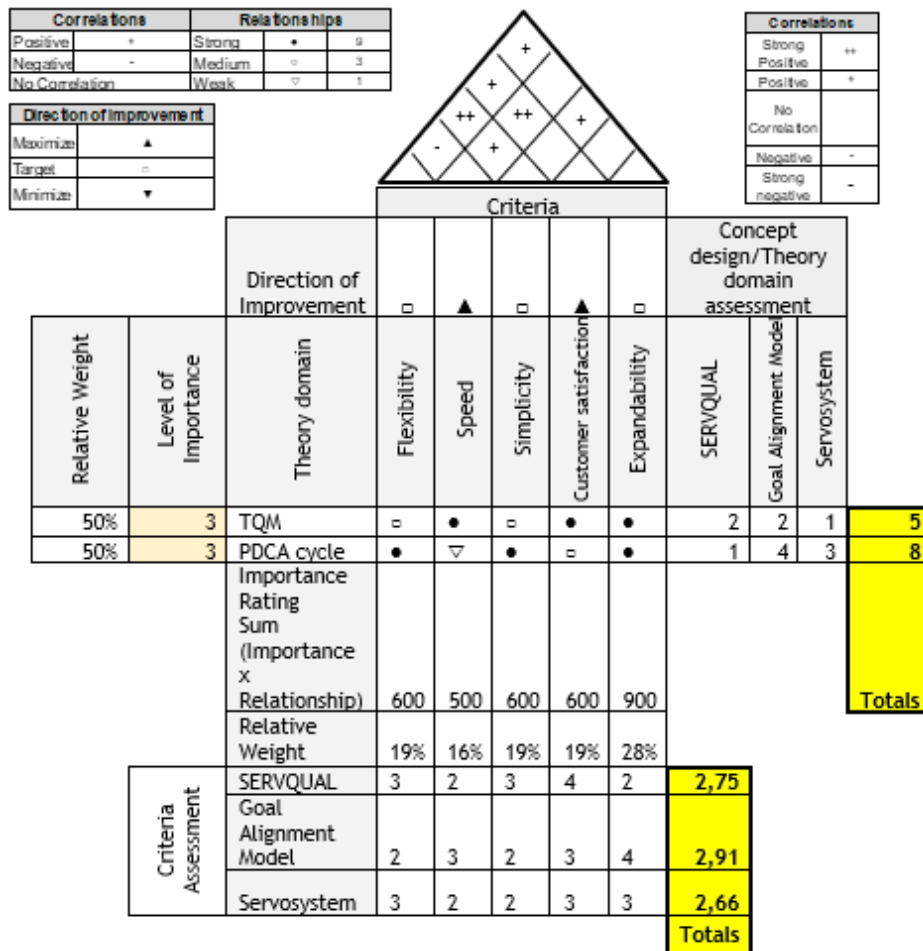 Correlations Relationships
Positive + Strong ● 9
Negative - Medium ○ 3
No Correlation Weak ▽ 1
Direction of Improvement
Maximize ▲
Target □
Minimize ▼
+
+
++ ++ +
- +
Correlations
Strong
Positive ++
Positive +
No
Correlation
Negative -
Strong
negative -
Criteria
Direction of
Improvement □ ▲ □ ▲ □
Concept
design/Theory
domain
assessment
Relative Weight
Level of
Importance
Theory domain
Flexibility
Speed
Simplicity
Customer satisfaction
Expandability
SERVQUAL
Goal Alignment Model
Servosystem
50% 3 TQM □ ● □ ● ● 2 2 1 5
50% 3 PDCA cycle ● ▽ ● □ ● 1 4 3 8
Importance
Rating
Sum
(Importance
x
Relationship) 600 500 600 600 900 Totals
Relative
Weight 19% 16% 19% 19% 28%
Criteria
Assessment
SERVQUAL 3 2 3 4 2 2,75
Goal
Alignment
Model 2 3 2 3 4 2,91
Servosystem 3 2 2 3 3 2,66
Totals